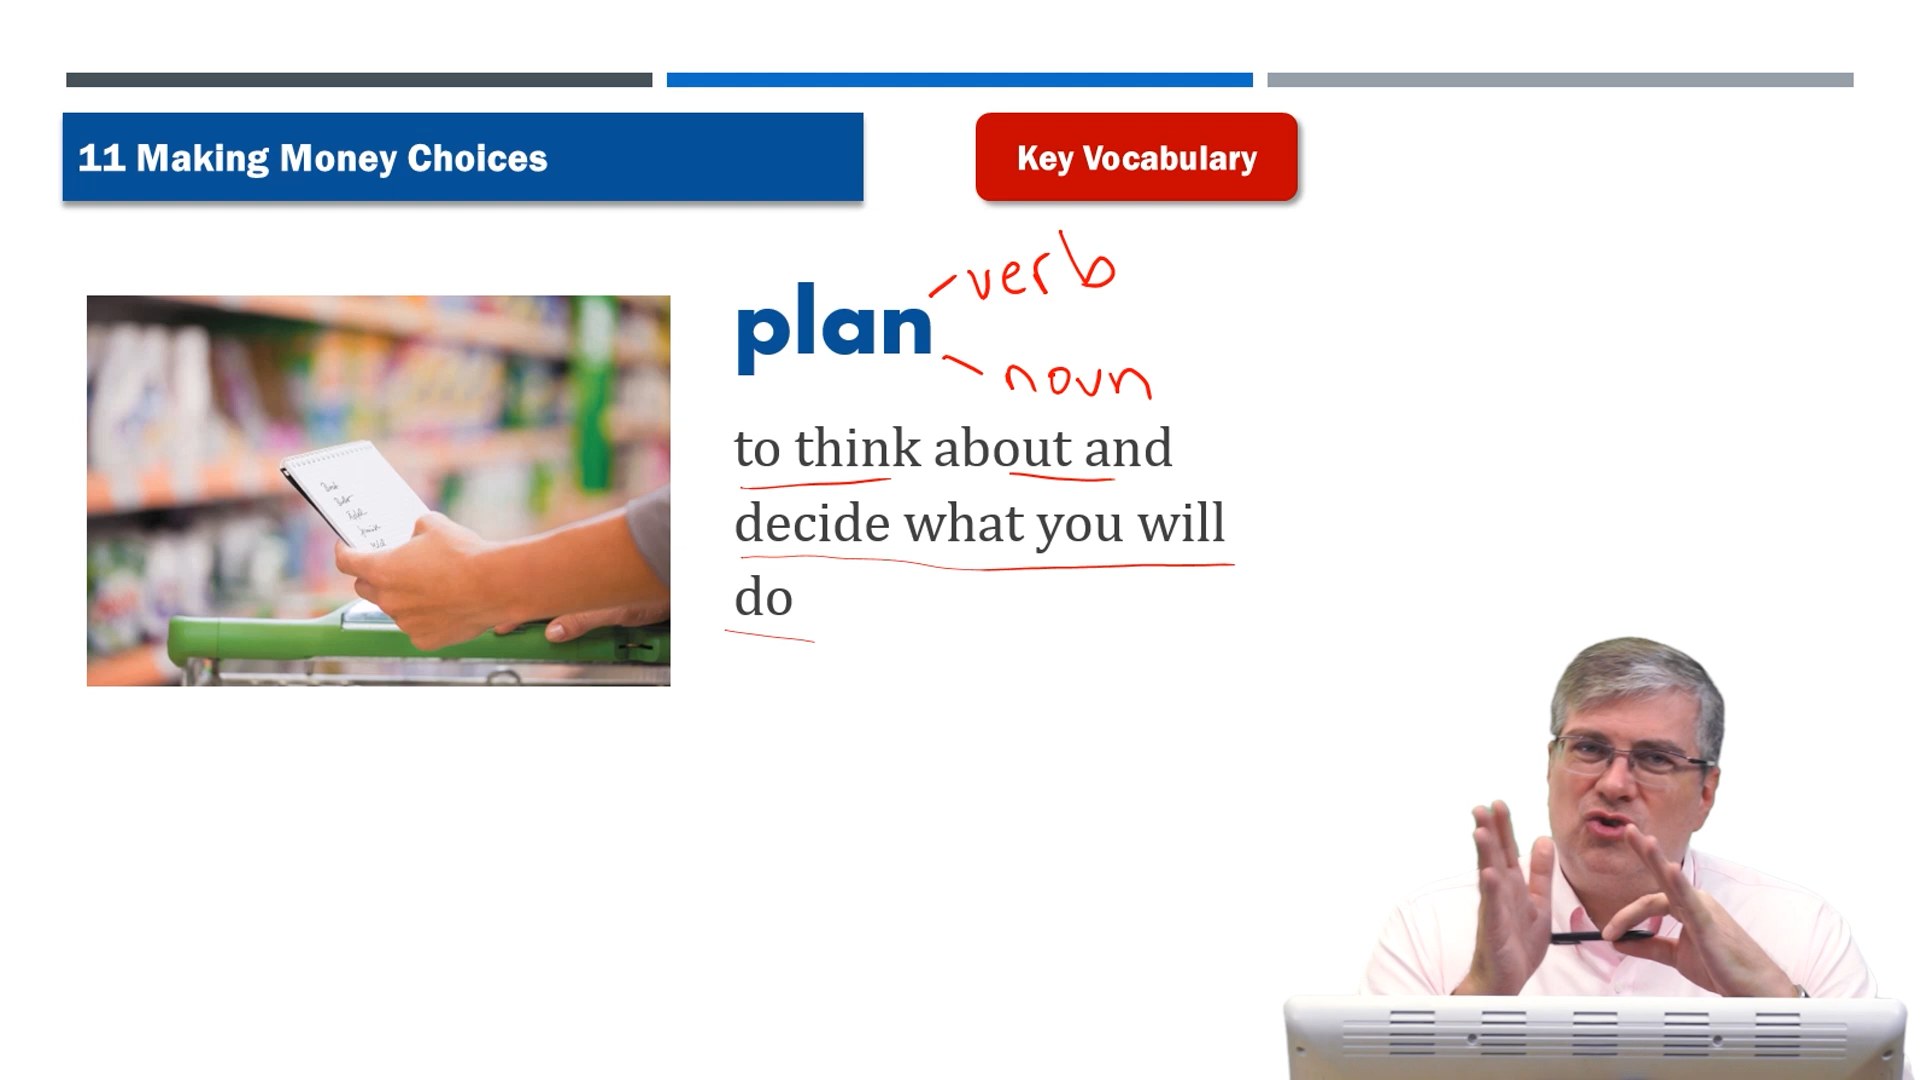 11 Making Money Choices
Key Vocabulary
verb
plan
noun
to think about and
decide what you will
do